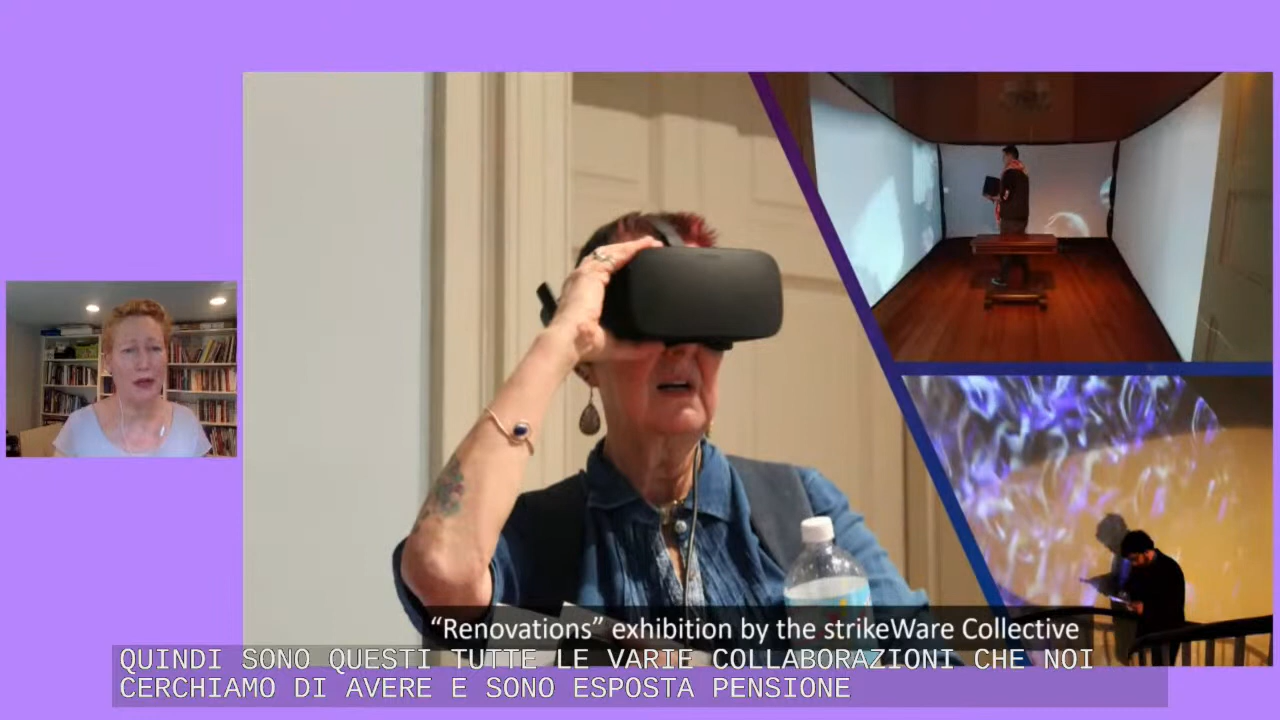 “Renovations” exhibition by the strikeWare Collective
QUINDI SONO QUESTI TUTTE LE VARIE COLLABORAZIONI CHE NOI
CERCHIAMO DI AVERE E SONO ESPOSTA PENSIONE